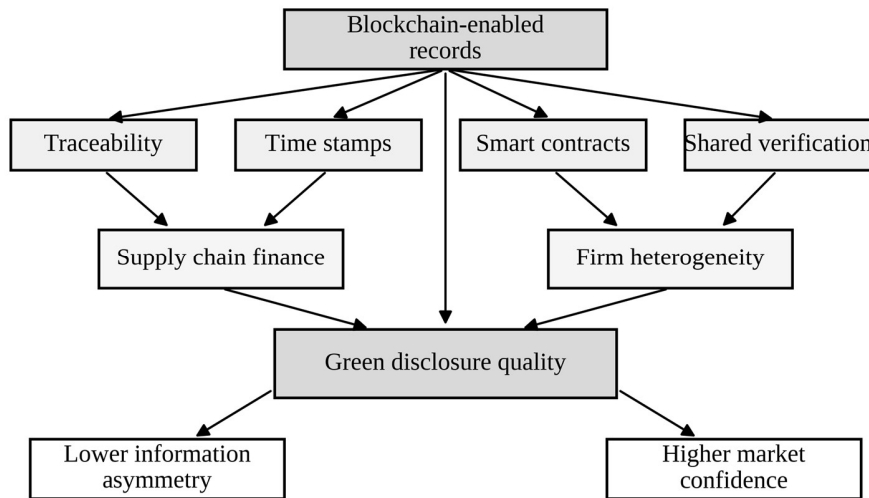 Blockchain-enabled
records
Traceability
Time stamps
Smart contracts
Shared verification
Supply chain finance
Firm heterogeneity
Green disclosure quality
Lower information
asymmetry
Higher market
confidence